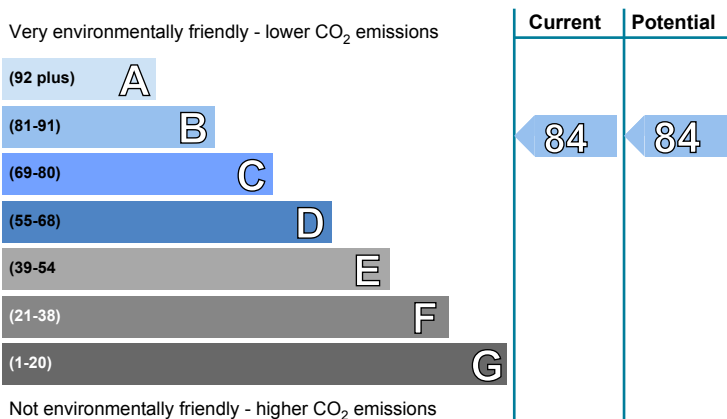 Current Potential
Very environmentally friendly - lower CO2 emissions
(92 plus) A
(81-91) B
84 84
(69-80) C
(55-68) D
(39-54 E
(21-38) F
(1-20) G
Not environmentally friendly - higher CO2 emissions